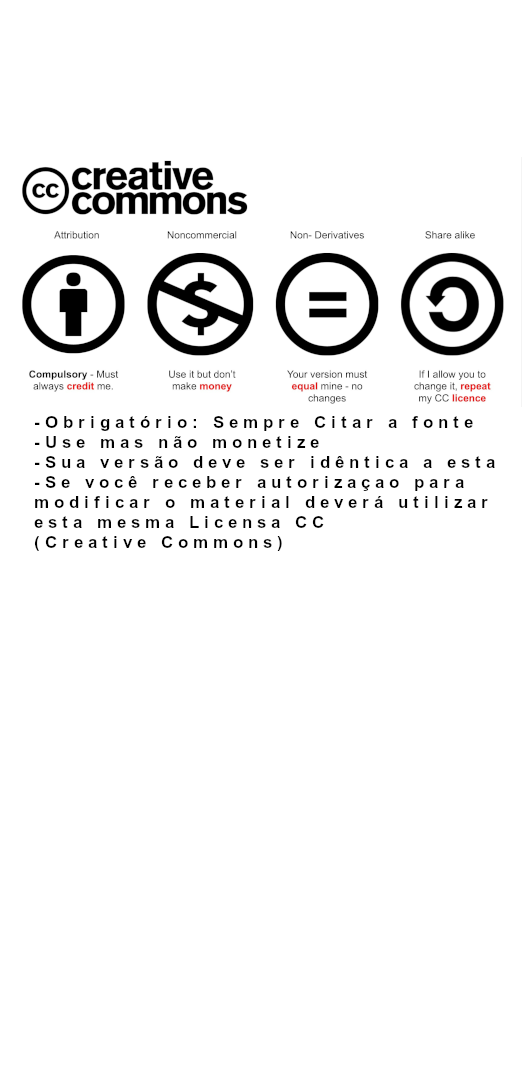 cc creative
commons
Attribution
Noncommercial
Non- Derivatives
Share alike
$
=
Compulsory - Must
always credit me.
Use it but don't
make money
Your version must
equal mine - no
changes
If I allow you to
change it, repeat
my CC licence
-Obrigatório: Sempre Citar a fonte
-Use mas não monetize
-Sua versão deve ser idêntica a esta
-Se você receber autorizaçao para
modificar o material deverá utilizar
esta mesma Licensa CC
(Creative Commons)